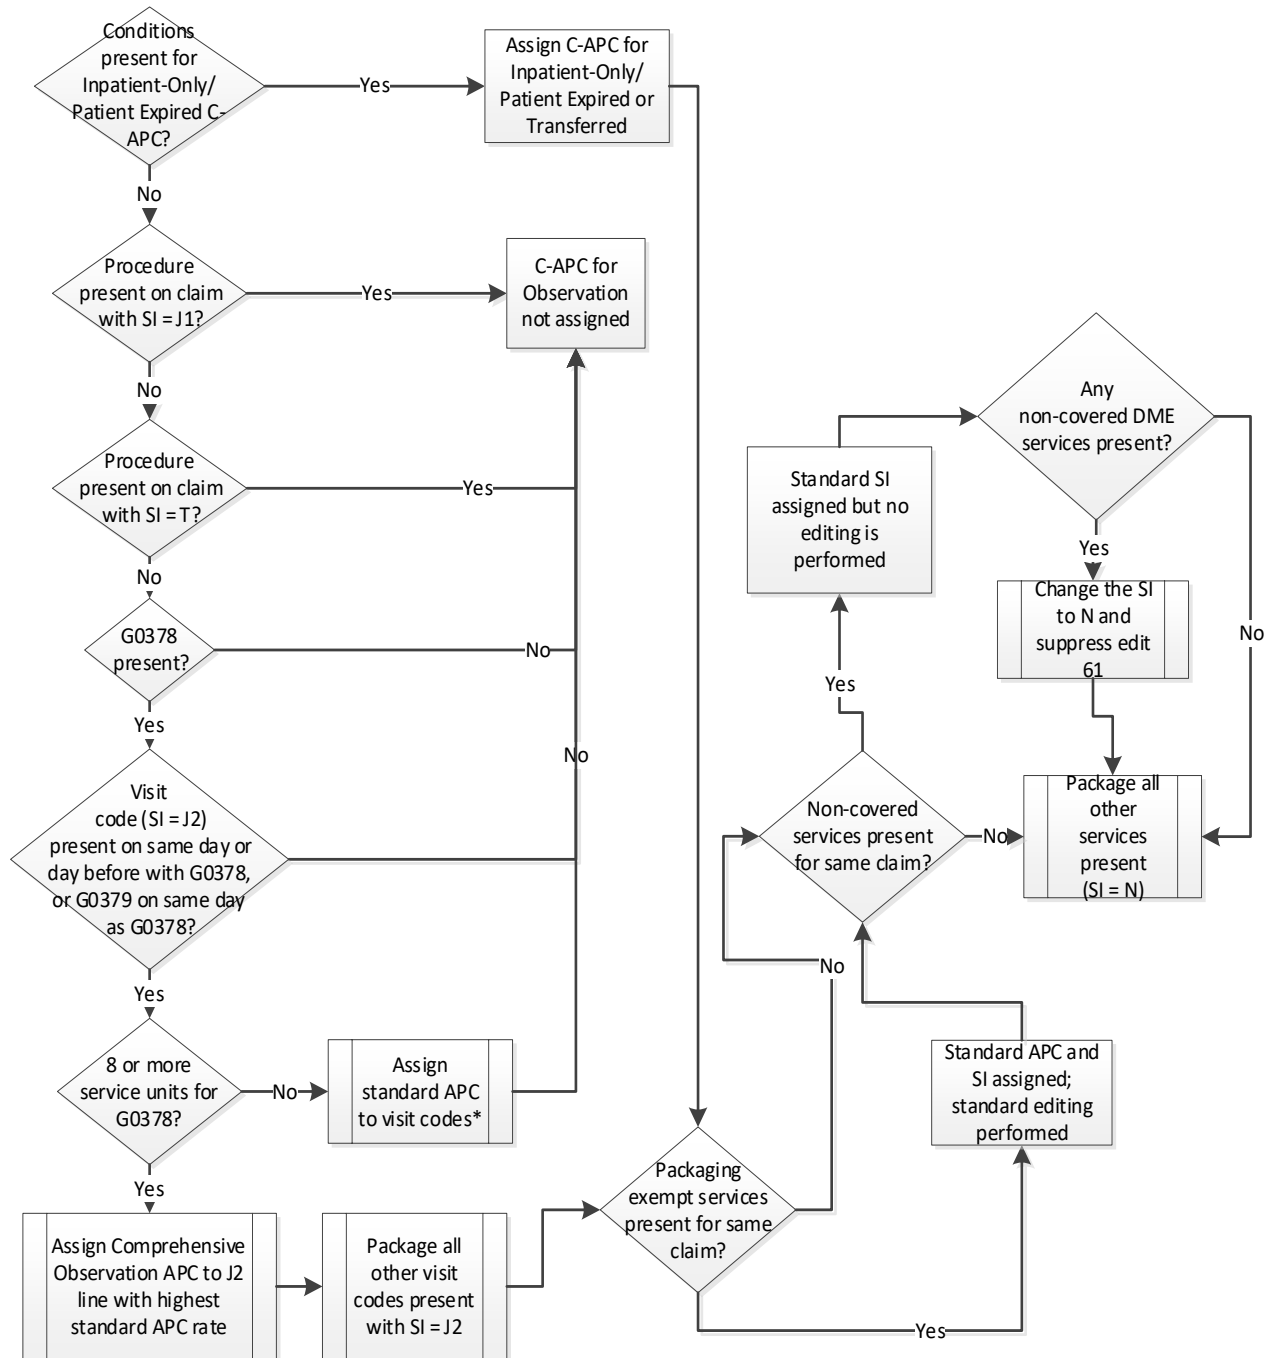 Conditions
present for
Inpatient-Only/
Patient Expired C-
APC?
Yes
Assign C-APC for
Inpatient-Only/
Patient Expired or
Transferred
No
Procedure
present on claim
with SI = J1?
Yes
C-APC for
Observation
not assigned
No
Procedure
present on claim
with SI = T?
Yes
No
G0378
present?
No
Yes
Visit
code (SI = J2)
present on same day or
day before with G0378,
or G0379 on same day
as G0378?
No
Yes
8 or more
service units for
G0378?
No
Assign
standard APC
to visit codes*
Yes
Assign Comprehensive
Observation APC to J2
line with highest
standard APC rate
Package all
other visit
codes present
with SI = J2
Packaging
exempt services
present for same
claim?
No
Yes
Standard APC and
SI assigned;
standard editing
performed
Non-covered
services present
for same claim?
No
Yes
Standard SI
assigned but no
editing is
performed
Any
non-covered DME
services present?
Yes
No
Change the SI
to N and
suppress edit
61
Package all
other
services
present
(SI = N)